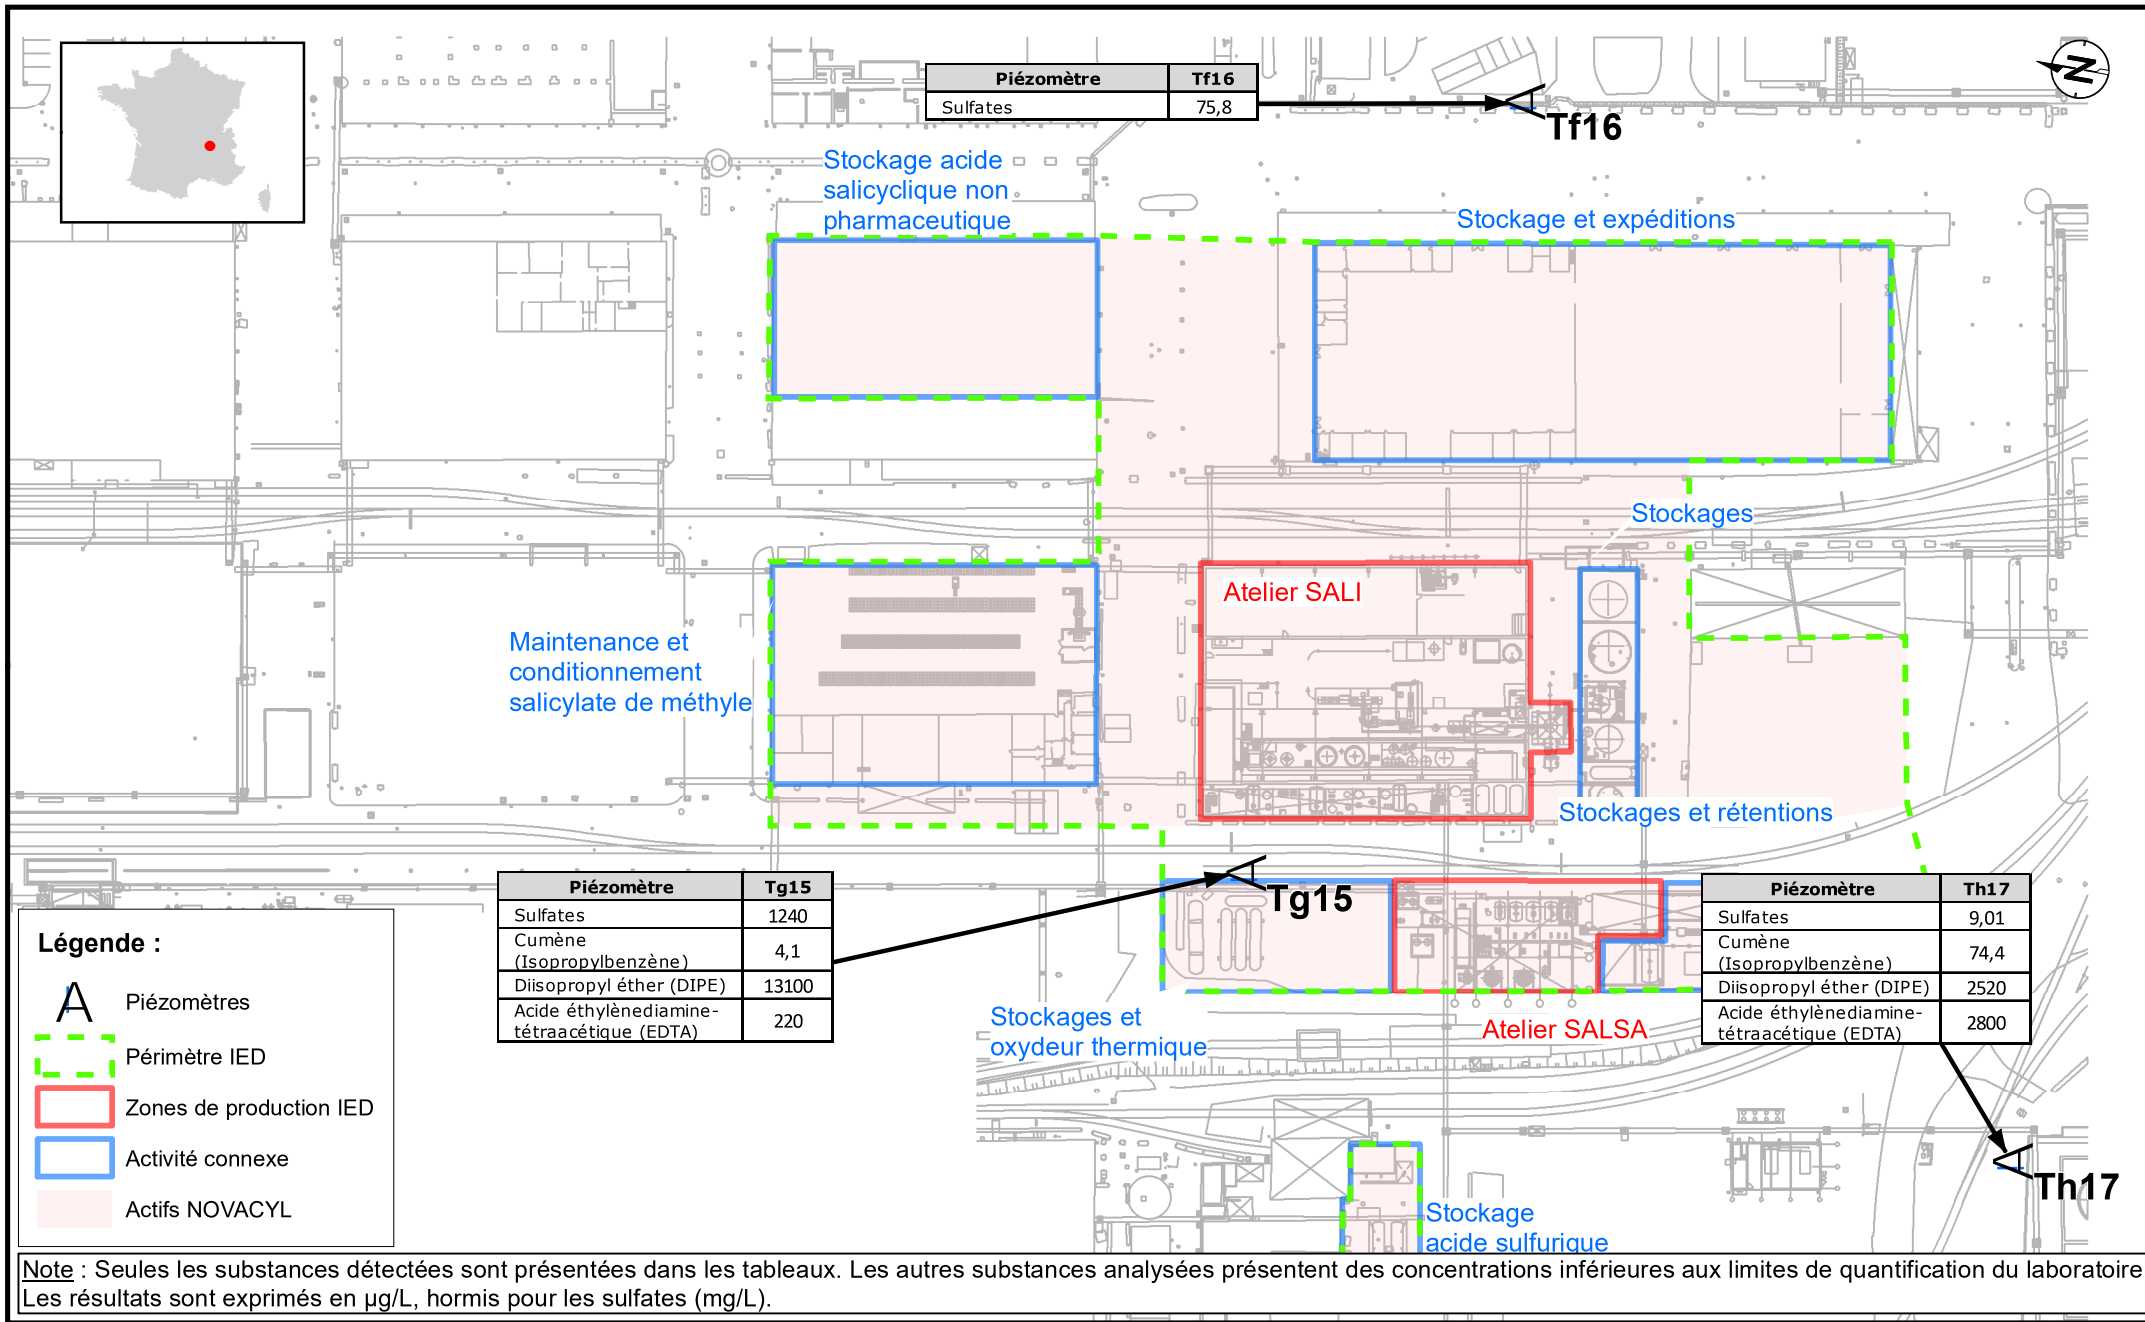 Piézomètre Tf16
Sulfates 75,8
N
Tf16
Stockage acide
salicyclique non
pharmaceutique
Stockage et expéditions
Stockages
Atelier SALI
Maintenance et
conditionnement
salicylate de méthyle
Stockages et rétentions
Piézomètre Tg15
Sulfates 1240
Cumène
(Isopropylbenzène) 4,1
Diisopropyl éther (DIPE) 13100
Acide éthylènediamine-
tétraacétique (EDTA) 220
Tg15
Piézomètre Th17
Sulfates 9,01
Cumène
(Isopropylbenzène) 74,4
Diisopropyl éther (DIPE) 2520
Acide éthylènediamine-
tétraacétique (EDTA) 2800
Stockages et
oxydeur thermique
Atelier SALSA
Th17
Stockage
acide sulfurique
Légende :
Piézomètres
Périmètre IED
Zones de production IED
Activité connexe
Actifs NOVACYL
Note : Seules les substances détectées sont présentées dans les tableaux. Les autres substances analysées présentent des concentrations inférieures aux limites de quantification du laboratoire
Les résultats sont exprimés en µg/L, hormis pour les sulfates (mg/L).